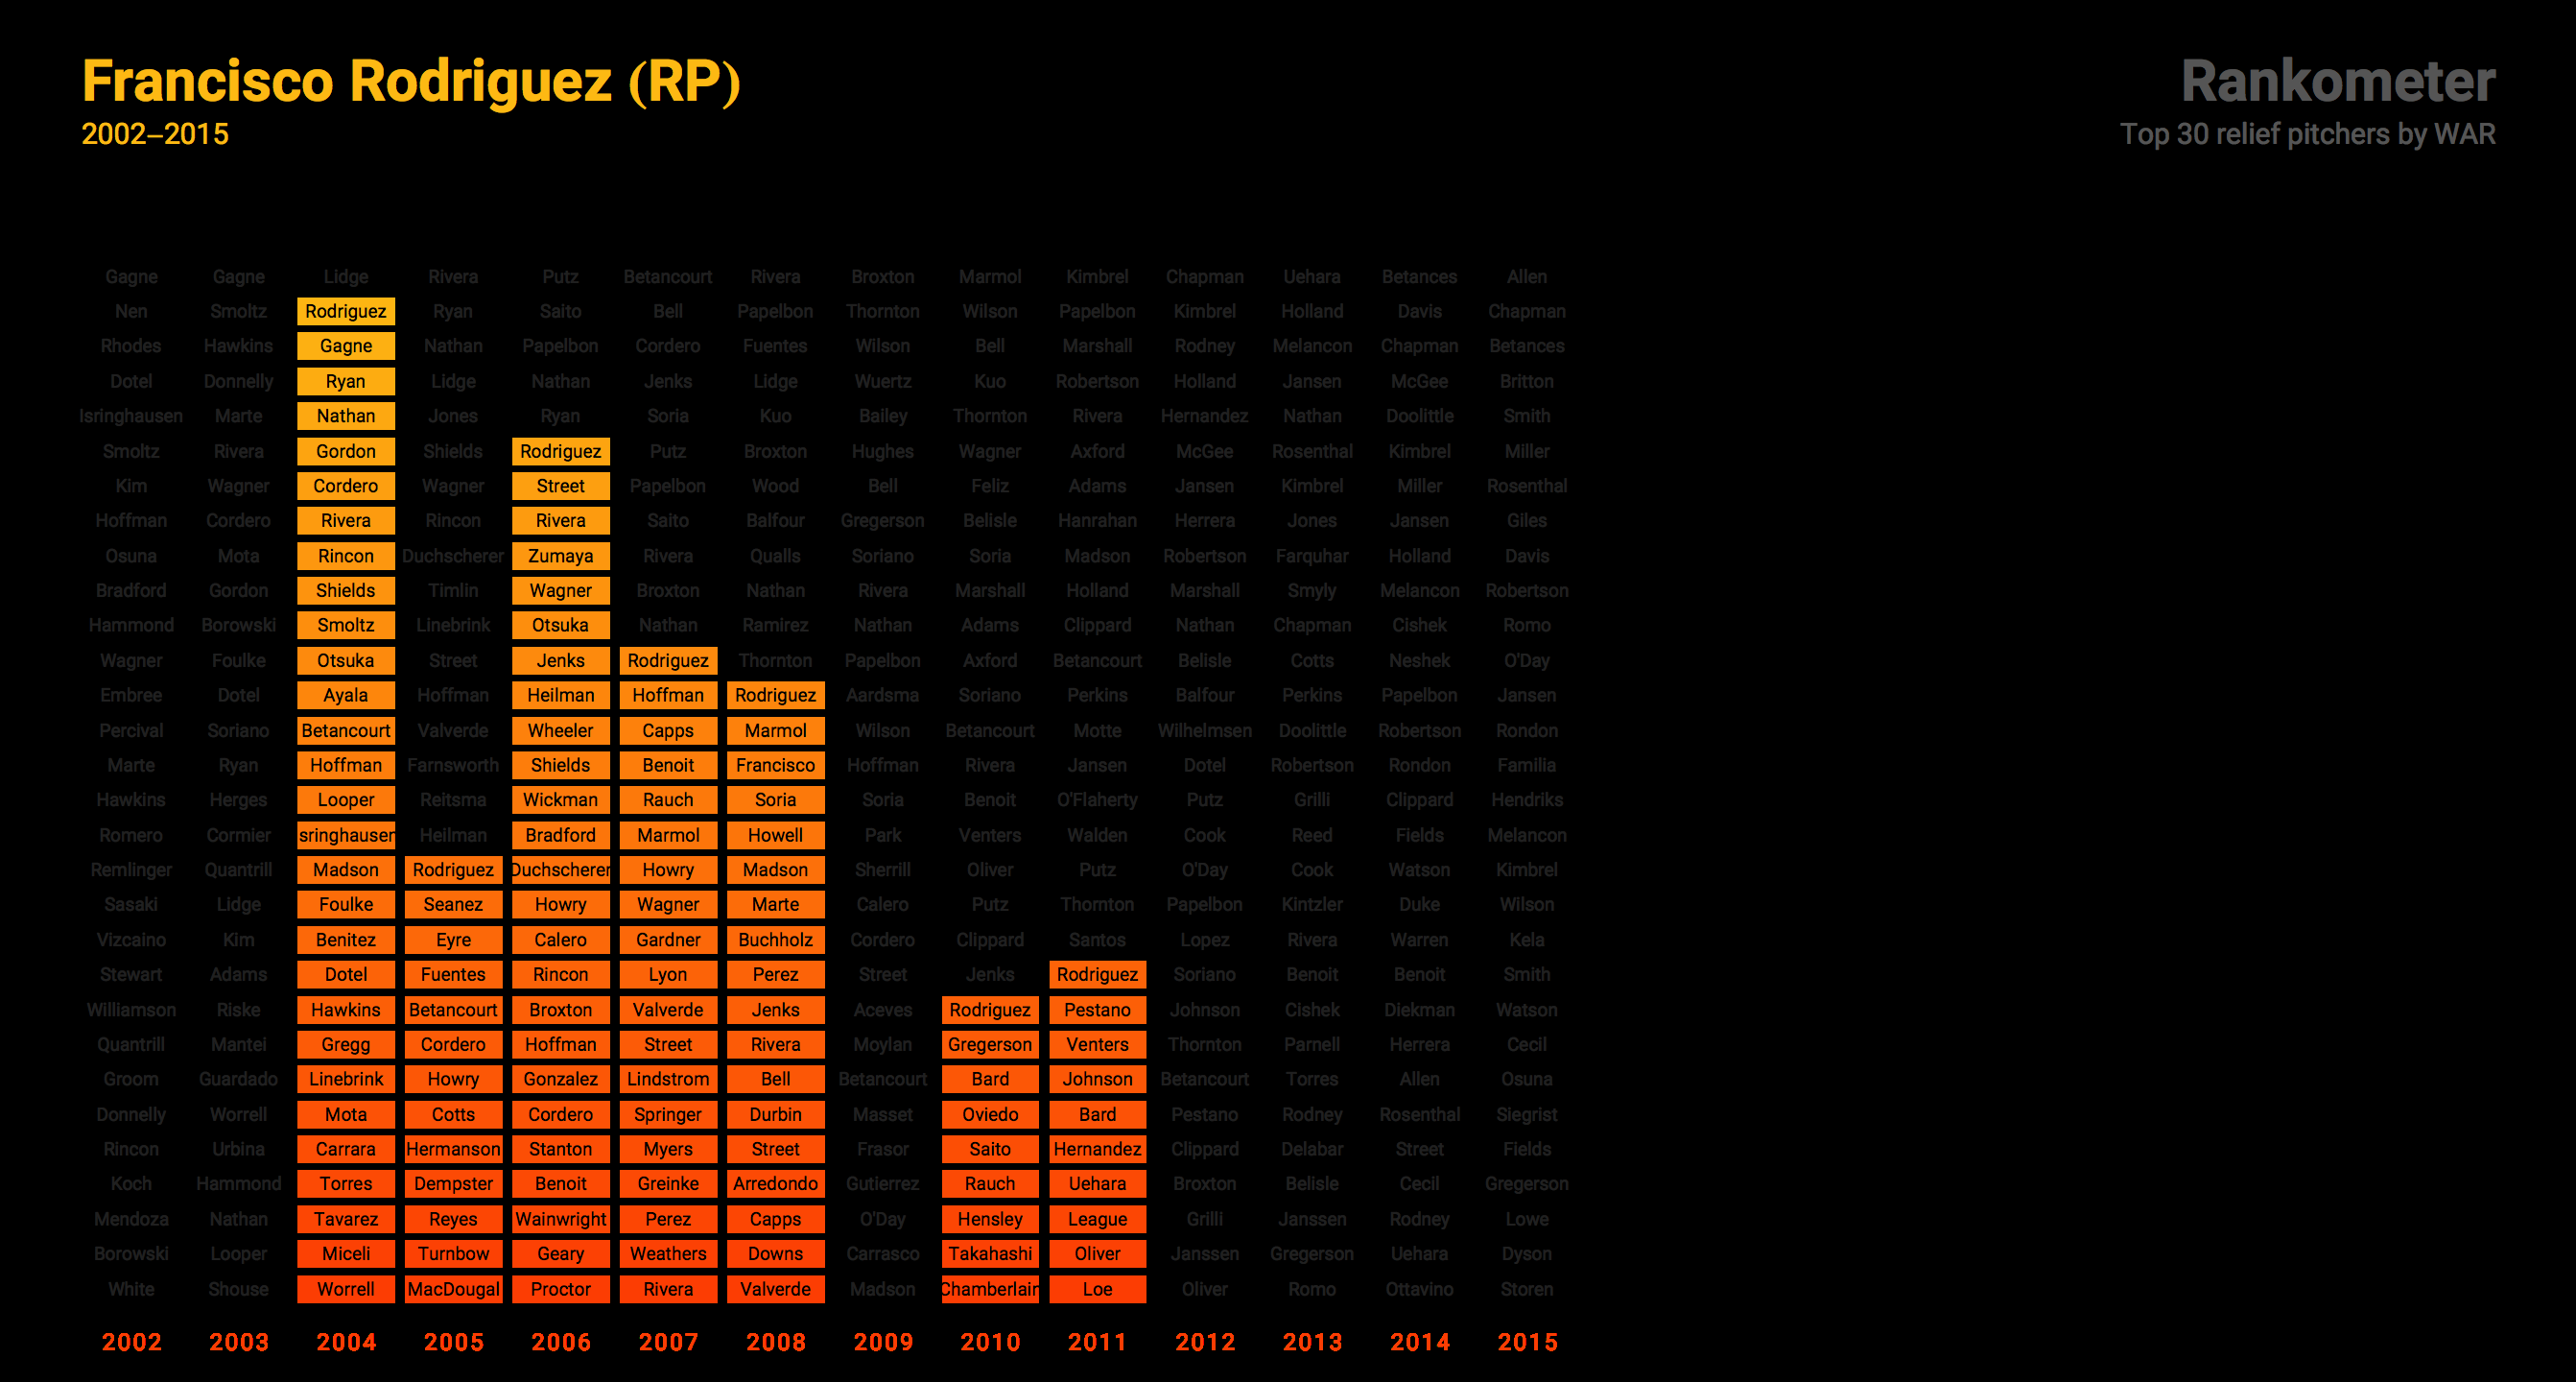 Francisco Rodriguez (RP)
2002–2015
Rankometer
Top 30 relief pitchers by WAR
Gagne Gagne Lidge Rivera Putz Betancourt Rivera Broxton Marmol Kimbrel Chapman Uehara Betances Allen
Nen Smoltz Rodriguez Ryan Saito Bell Papelbon Thornton Wilson Papelbon Kimbrel Holland Davis Chapman
Rhodes Hawkins Gagne Nathan Papelbon Cordero Fuentes Wilson Bell Marshall Rodney Melancon Chapman Betances
Dotel Donnelly Ryan Lidge Nathan Jenks Lidge Wuertz Kuo Robertson Holland Jansen McGee Britton
Isringhausen Marte Nathan Jones Ryan Soria Kuo Bailey Thornton Rivera Hernandez Nathan Doolittle Smith
Smoltz Rivera Gordon Shields Rodriguez Putz Broxton Hughes Wagner Axford McGee Rosenthal Kimbrel Miller
Kim Wagner Cordero Wagner Street Papelbon Wood Bell Feliz Adams Jansen Kimbrel Miller Rosenthal
Hoffman Cordero Rivera Rincon Rivera Saito Balfour Gregerson Belisle Hanrahan Herrera Jones Jansen Giles
Osuna Mota Rincon Duchscherer Zumaya Rivera Qualls Soriano Soria Madson Robertson Farquhar Holland Davis
Bradford Gordon Shields Timlin Wagner Broxton Nathan Rivera Marshall Holland Marshall Smyly Melancon Robertson
Hammond Borowski Smoltz Linebrink Otsuka Nathan Ramirez Nathan Adams Clippard Nathan Chapman Cishek Romo
Wagner Foulke Otsuka Street Jenks Rodriguez Thornton Papelbon Axford Betancourt Belisle Cotts Neshek O'Day
Embree Dotel Ayala Hoffman Heilman Hoffman Rodriguez Aardsma Soriano Perkins Balfour Perkins Papelbon Jansen
Percival Soriano Betancourt Valverde Wheeler Capps Marmol Wilson Betancourt Motte Wilhelmsen Doolittle Robertson Rondon
Marte Ryan Hoffman Farnsworth Shields Benoit Francisco Hoffman Rivera Jansen Dotel Robertson Rondon Familia
Hawkins Herges Looper Reitsma Wickman Rauch Soria Soria Benoit O'Flaherty Putz Grilli Clippard Hendriks
Romero Cormier sringhausen Heilman Bradford Marmol Howell Park Venters Walden Cook Reed Fields Melancon
Remlinger Quantrill Madson Rodriguez Duchscherer Howry Madson Sherrill Oliver Putz O'Day Cook Watson Kimbrel
Sasaki Lidge Foulke Seanez Howry Wagner Marte Calero Putz Thornton Papelbon Kintzler Duke Wilson
Vizcaino Kim Benitez Eyre Calero Gardner Buchholz Cordero Clippard Santos Lopez Rivera Warren Kela
Stewart Adams Dotel Fuentes Rincon Lyon Perez Street Jenks Rodriguez Soriano Benoit Benoit Smith
Williamson Riske Hawkins Betancourt Broxton Valverde Jenks Aceves Rodriguez Pestano Johnson Cishek Diekman Watson
Quantrill Mantei Gregg Cordero Hoffman Street Rivera Moylan Gregerson Venters Thornton Parnell Herrera Cecil
Groom Guardado Linebrink Howry Gonzalez Lindstrom Bell Betancourt Bard Johnson Betancourt Torres Allen Osuna
Donnelly Worrell Mota Cotts Cordero Springer Durbin Masset Oviedo Bard Pestano Rodney Rosenthal Siegrist
Rincon Urbina Carrara Hermanson Stanton Myers Street Frasor Saito Hernandez Clippard Delabar Street Fields
Koch Hammond Torres Dempster Benoit Greinke Arredondo Gutierrez Rauch Uehara Broxton Belisle Cecil Gregerson
Mendoza Nathan Tavarez Reyes Wainwright Perez Capps O'Day Hensley League Grilli Janssen Rodney Lowe
Borowski Looper Miceli Turnbow Geary Weathers Downs Carrasco Takahashi Oliver Janssen Gregerson Uehara Dyson
White Shouse Worrell MacDougal Proctor Rivera Valverde Madson Chamberlain Loe Oliver Romo Ottavino Storen
2002 2003 2004 2005 2006 2007 2008 2009 2010 2011 2012 2013 2014 2015